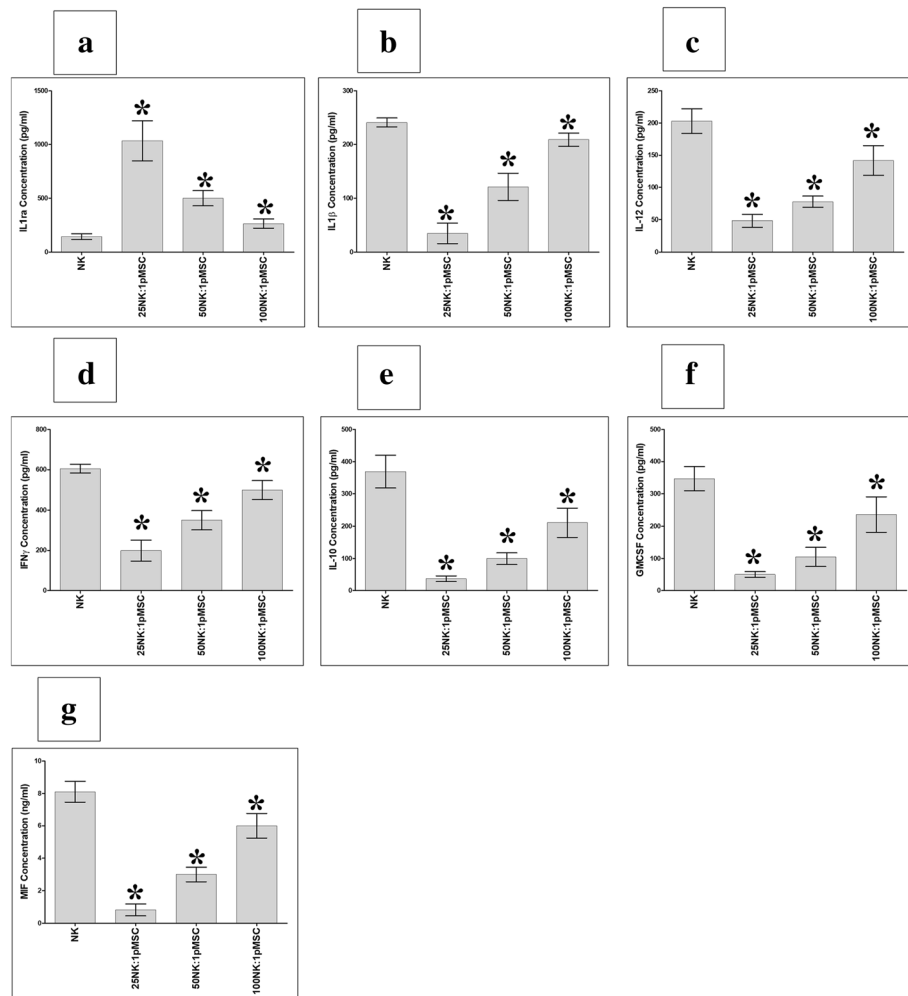 a
b
c
IL1ra Concentration (pg/ml)
1500
1000
500
0
*
*
*
NK
25NK:1pMSC
50NK:1pMSC
100NK:1pMSC
IL1β Concentration (pg/ml)
300
200
100
0
*
*
*
NK
25NK:1pMSC
50NK:1pMSC
100NK:1pMSC
IL-12 Concentration (pg/ml)
250
200
150
100
50
0
*
*
*
NK
25NK:1pMSC
50NK:1pMSC
100NK:1pMSC
d
e
f
IFNγ Concentration (pg/ml)
800
600
400
200
0
*
*
*
NK
25NK:1pMSC
50NK:1pMSC
100NK:1pMSC
IL-10 Concentration (pg/ml)
500
400
300
200
100
0
*
*
*
NK
25NK:1pMSC
50NK:1pMSC
100NK:1pMSC
GMCSF Concentration (pg/ml)
500
400
300
200
100
0
*
*
*
NK
25NK:1pMSC
50NK:1pMSC
100NK:1pMSC
g
MIF Concentration (ng/ml)
10
8
6
4
2
0
*
*
*
NK
25NK:1pMSC
50NK:1pMSC
100NK:1pMSC